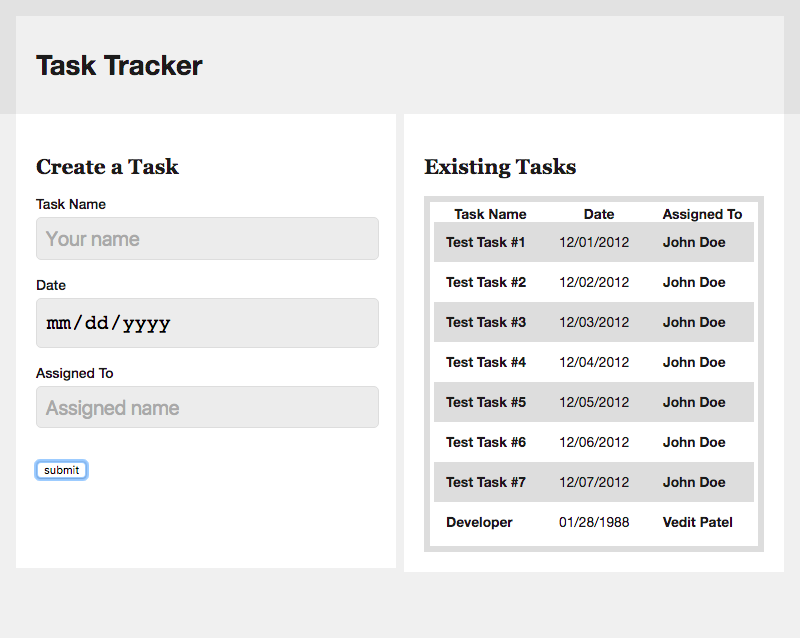 Task Tracker
Create a Task
Task Name
Your name
Date
mm/dd/yyyy
Assigned To
Assigned name
submit
Existing Tasks
Task Name Date Assigned To
Test Task #1 12/01/2012 John Doe
Test Task #2 12/02/2012 John Doe
Test Task #3 12/03/2012 John Doe
Test Task #4 12/04/2012 John Doe
Test Task #5 12/05/2012 John Doe
Test Task #6 12/06/2012 John Doe
Test Task #7 12/07/2012 John Doe
Developer 01/28/1988 Vedit Patel